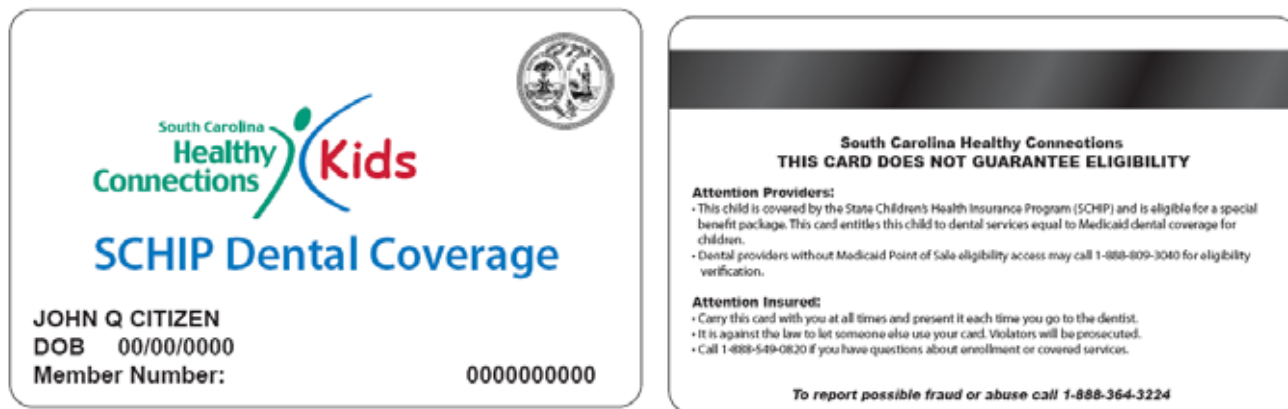 South Carolina
Healthy
Connections
Kids
SCHIP Dental Coverage
JOHN Q CITIZEN
DOB 00/00/0000
Member Number: 0000000000
South Carolina Healthy Connections
THIS CARD DOES NOT GUARANTEE ELIGIBILITY
Attention Providers:
• This child is covered by the State Children's Health Insurance Program (SCHIP) and is eligible for a special
benefit package. This card entitles this child to dental services equal to Medicaid dental coverage for
children.
• Dental providers without Medicaid Point of Sale eligibility access may call 1-888-809-3040 for eligibility
verification.
Attention Insured:
• Carry this card with you at all times and present it each time you go to the dentist.
• It is against the law to let someone else use your card. Violators will be prosecuted.
• Call 1-888-549-0820 if you have questions about enrollment or covered services.
To report possible fraud or abuse call 1-888-364-3224